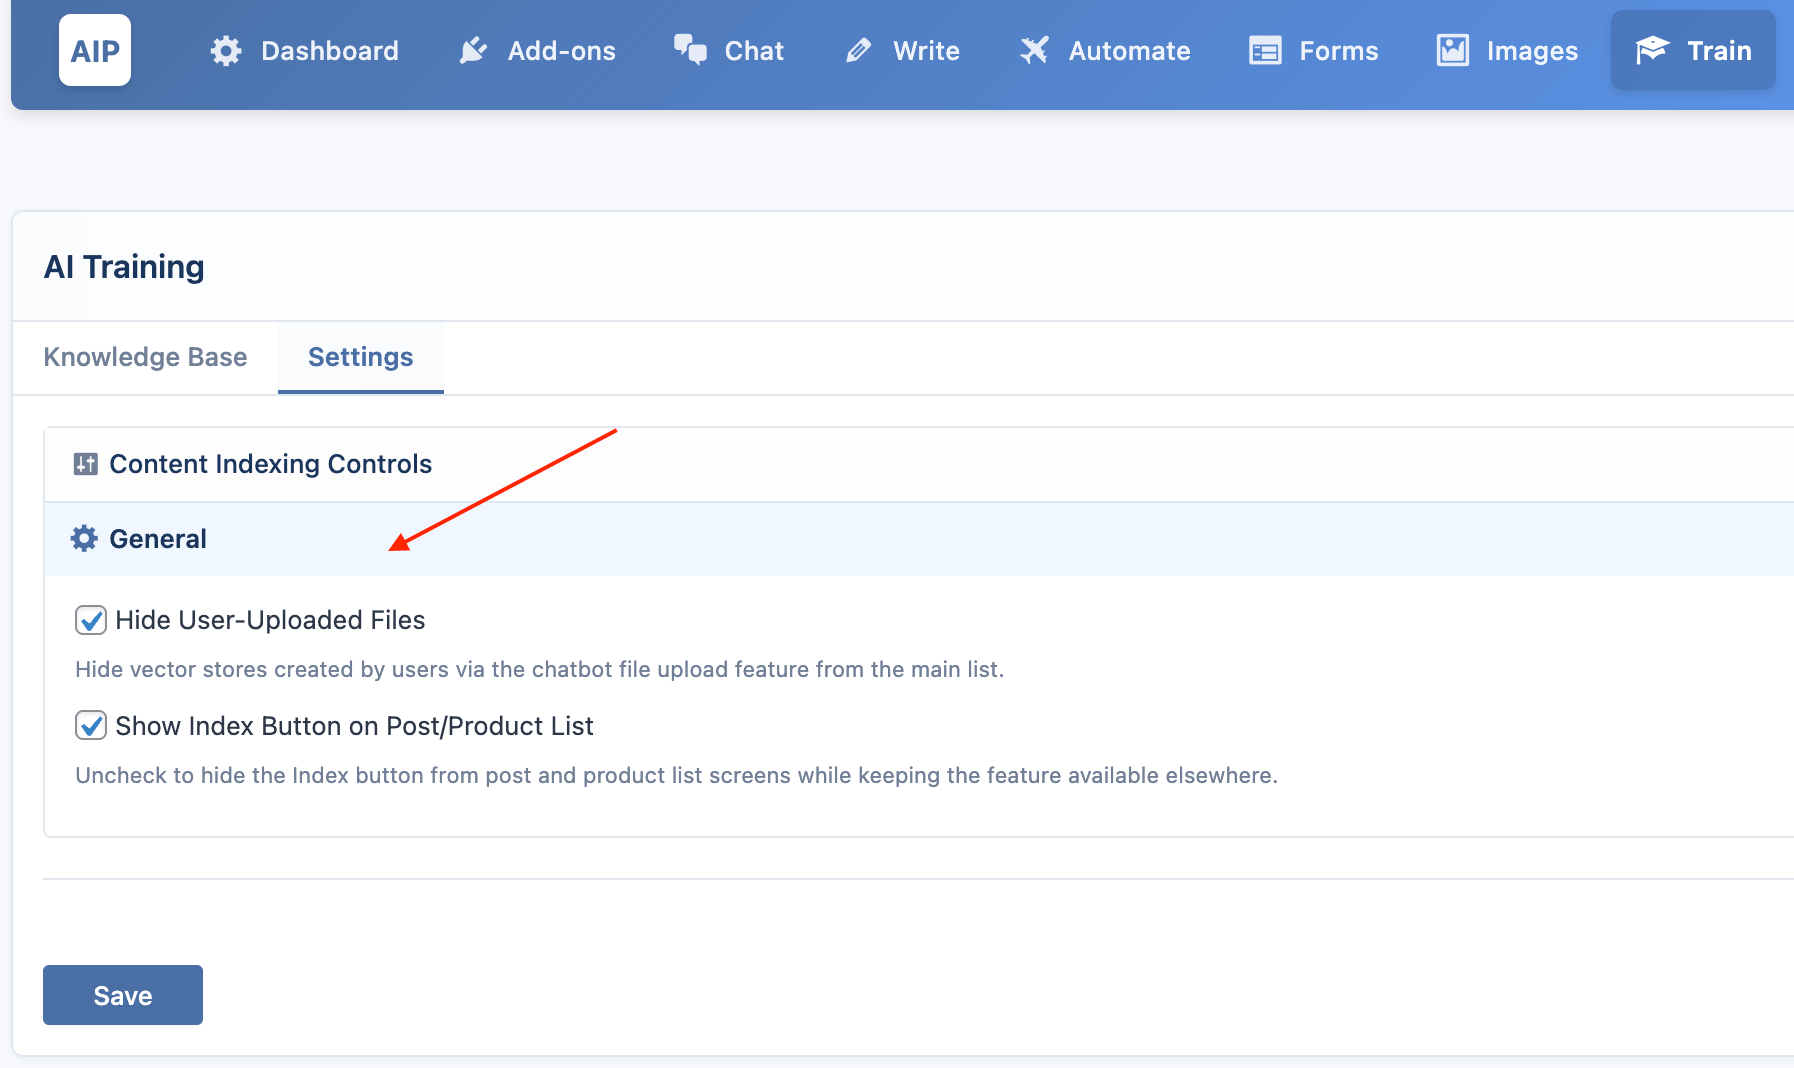 AIP Dashboard Add-ons Chat Write Automate Forms Images Train
AI Training
Knowledge Base Settings
Content Indexing Controls
General
Hide User-Uploaded Files
Hide vector stores created by users via the chatbot file upload feature from the main list.
Show Index Button on Post/Product List
Uncheck to hide the Index button from post and product list screens while keeping the feature available elsewhere.
Save